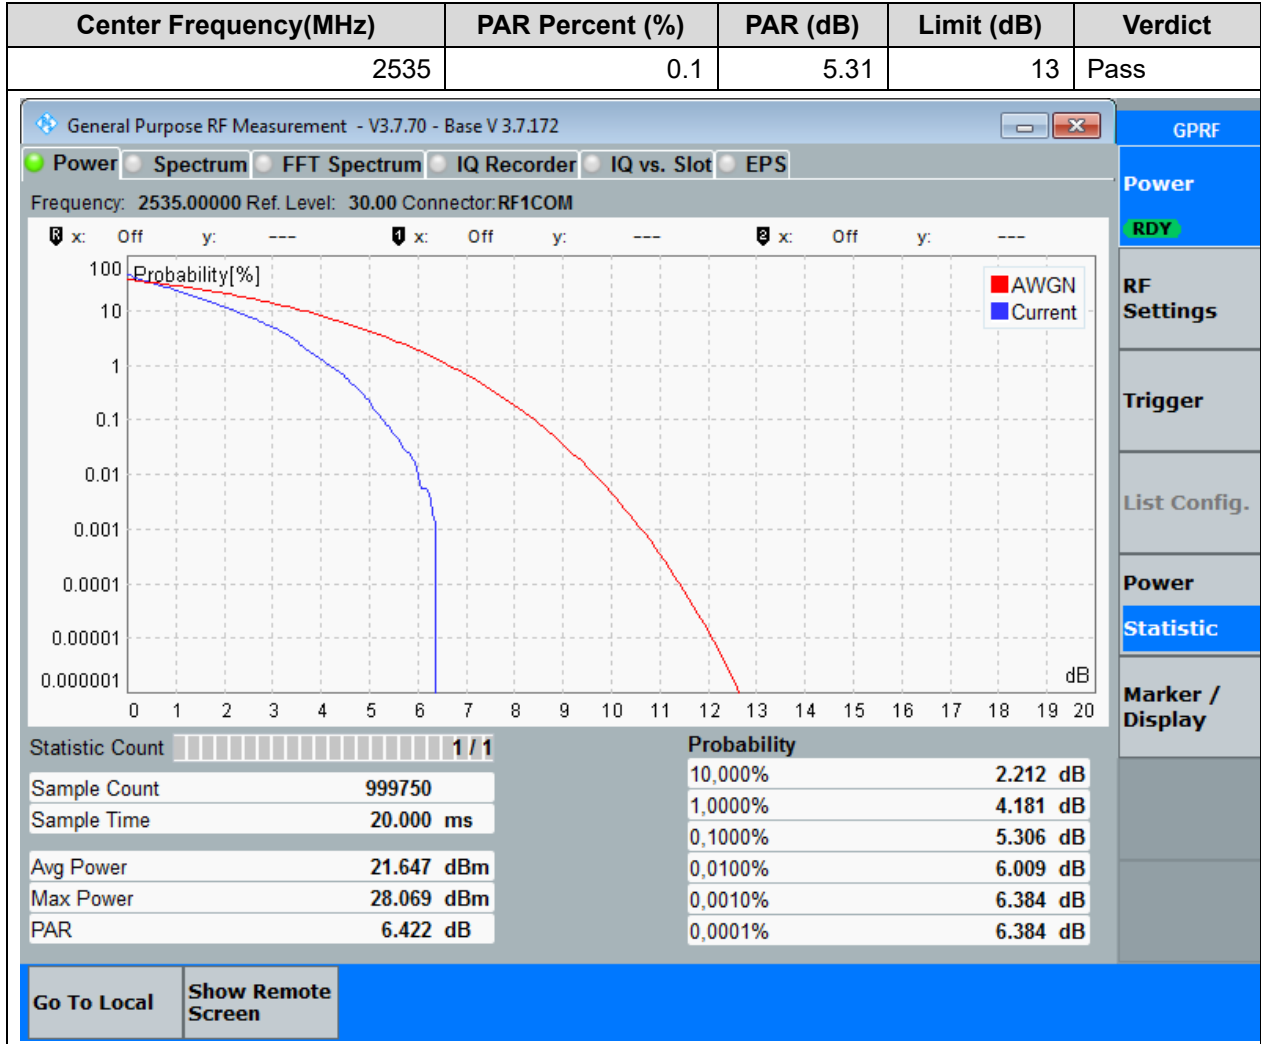 Center Frequency(MHz) PAR Percent (%) PAR (dB) Limit (dB) Verdict
2535 0.1 5.31 13 Pass
General Purpose RF Measurement - V3.7.70 - Base V 3.7.172
GPRF
Power Spectrum FFT Spectrum IQ Recorder IQ vs. Slot EPS
Frequency: 2535.00000 Ref. Level: 30.00 Connector: RF1COM
R x: Off y: --- 1 x: Off y: --- 2 x: Off y: ---
Probability[%]
AWGN
Current
100
10
1
0.1
0.01
0.001
0.0001
0.00001
0.000001
dB
0 1 2 3 4 5 6 7 8 9 10 11 12 13 14 15 16 17 18 19 20
Statistic Count 1 / 1
Sample Count 999750
Sample Time 20.000 ms
Avg Power 21.647 dBm
Max Power 28.069 dBm
PAR 6.422 dB
Probability
10,000% 2.212 dB
1,0000% 4.181 dB
0,1000% 5.306 dB
0,0100% 6.009 dB
0,0010% 6.384 dB
0,0001% 6.384 dB
Power
RDY
RF
Settings
Trigger
List Config.
Power
Statistic
Marker /
Display
Go To Local
Show Remote
Screen